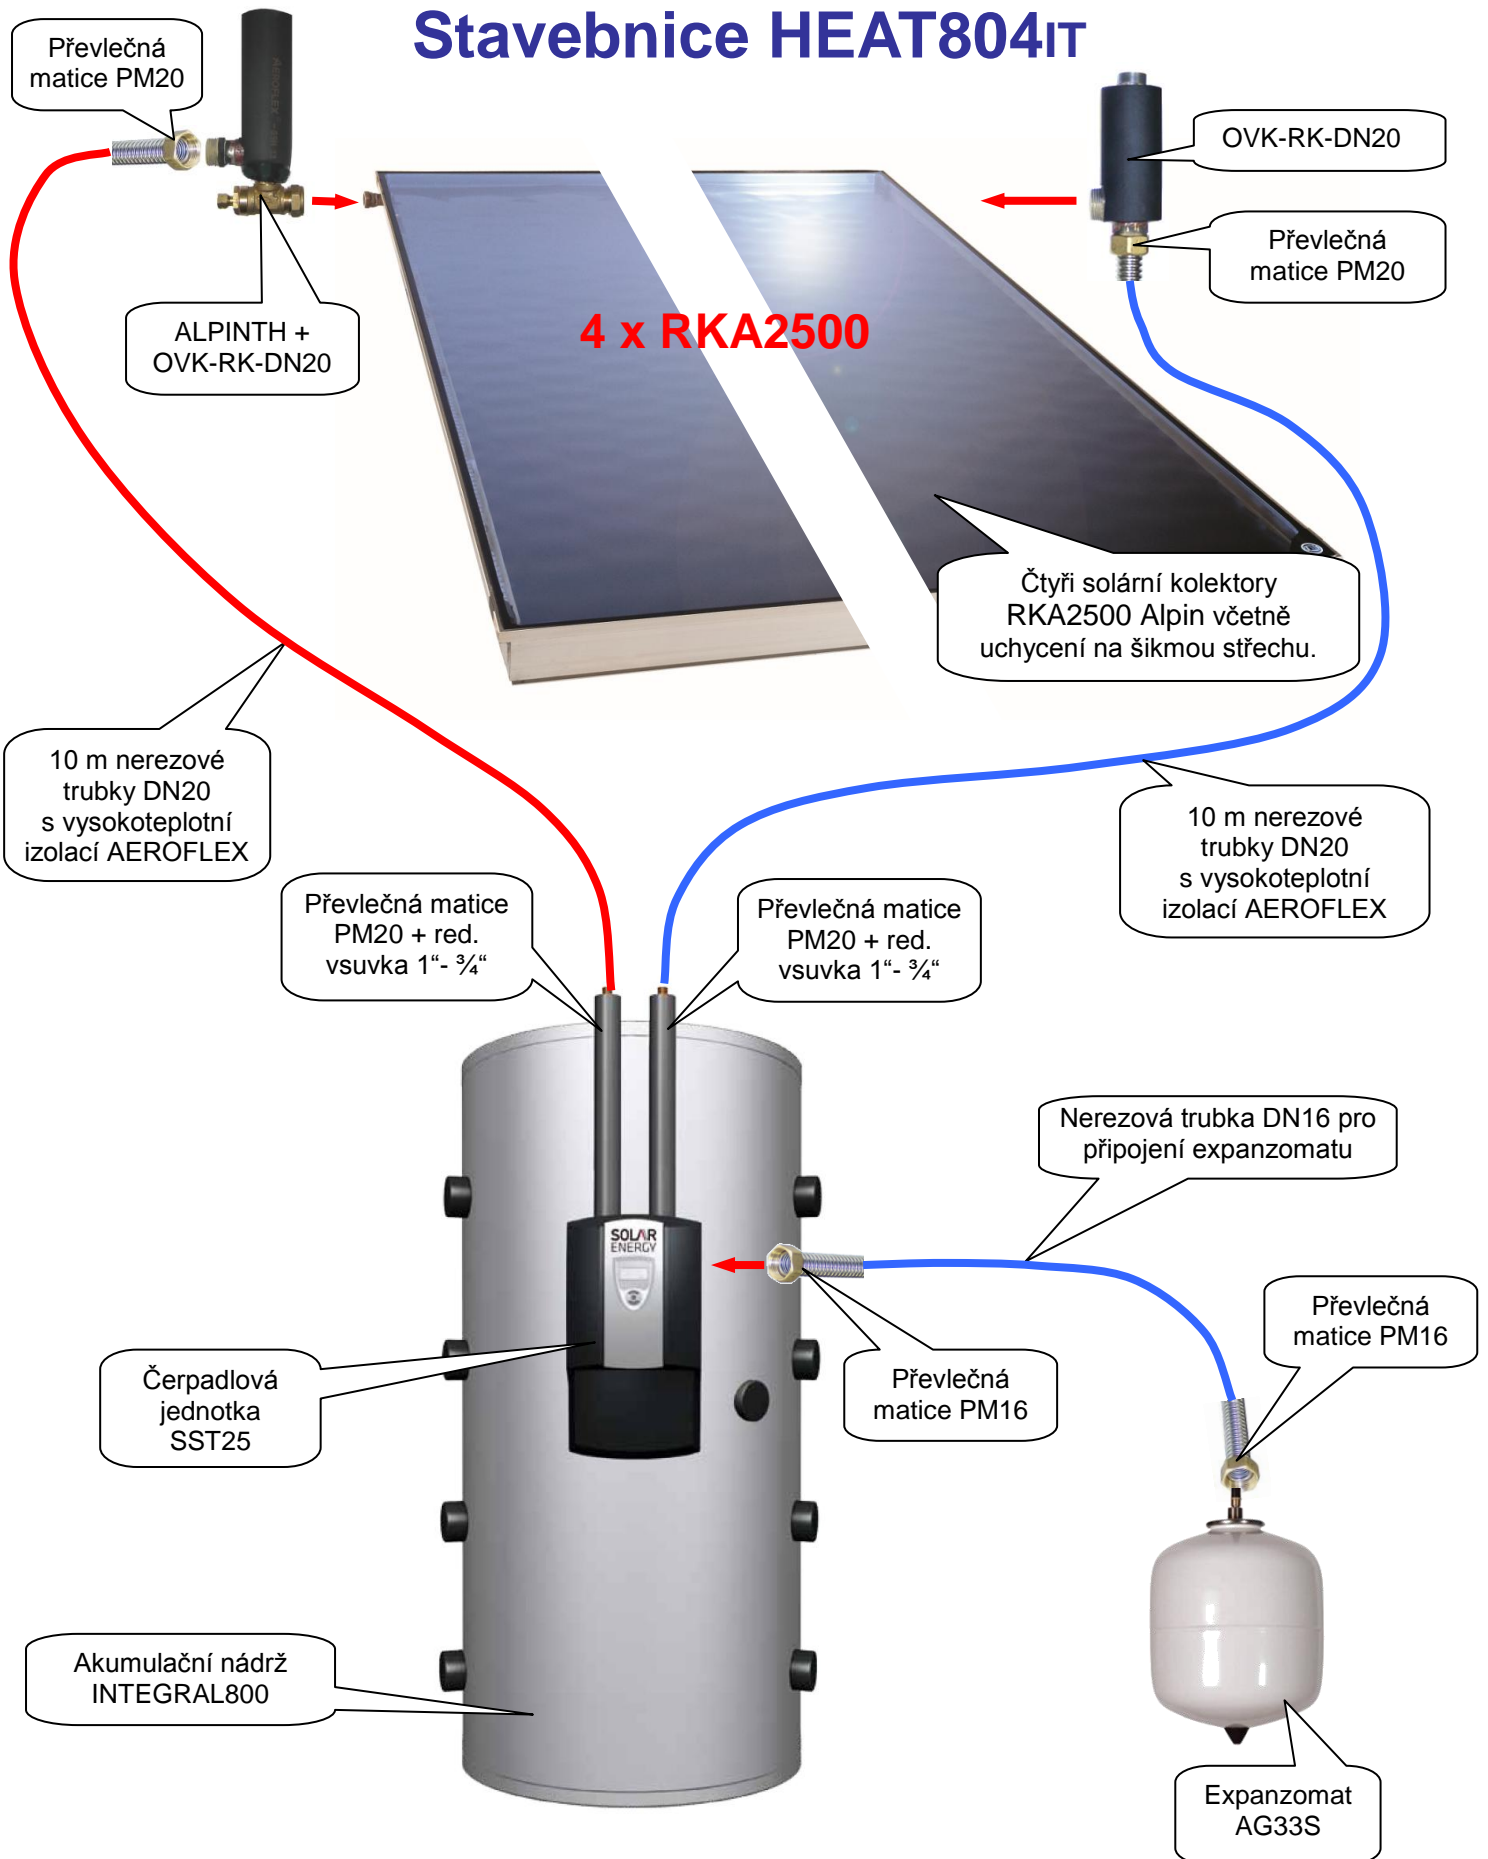 Stavebnice HEAT804IT
Převlečná
matice PM20
AEROFLEX
OVK-RK-DN20
Převlečná
matice PM20
ALPINTH +
OVK-RK-DN20
4 x RKA2500
Čtyři solární kolektory
RKA2500 Alpin včetně
uchycení na šikmou střechu.
10 m nerezové
trubky DN20
s vysokoteplotní
izolací AEROFLEX
10 m nerezové
trubky DN20
s vysokoteplotní
izolací AEROFLEX
Převlečná matice
PM20 + red.
vsuvka 1“- ¾“
Převlečná matice
PM20 + red.
vsuvka 1“- ¾“
Nerezová trubka DN16 pro
připojení expanzomatu
SOLAR
ENERGY
Převlečná
matice PM16
Čerpadlová
jednotka
SST25
Převlečná
matice PM16
Akumulační nádrž
INTEGRAL800
Expanzomat
AG33S